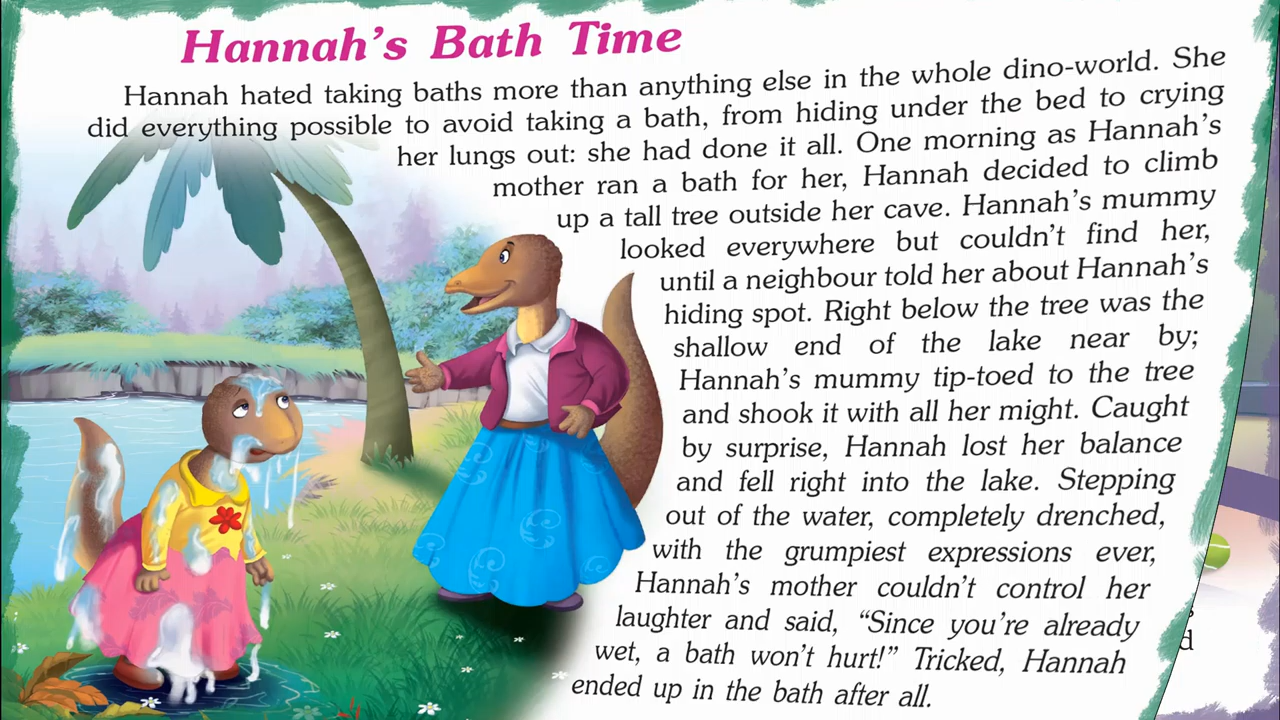 Hannah's Bath Time
Hannah hated taking baths more than anything else in the whole dino-world. She
did everything possible to avoid taking a bath, from hiding under the bed to crying
her lungs out: she had done it all. One morning as Hannah's
mother ran a bath for her, Hannah decided to climb
up a tall tree outside her cave. Hannah's mummy
looked everywhere but couldn't find her,
until a neighbour told her about Hannah's
hiding spot. Right below the tree was the
shallow end of the lake near by;
Hannah's mummy tip-toed to the tree
and shook it with all her might. Caught
by surprise, Hannah lost her balance
and fell right into the lake. Stepping
out of the water, completely drenched,
with the grumpiest expressions ever,
Hannah's mother couldn't control her
laughter and said, "Since you're already
wet, a bath won't hurt!" Tricked, Hannah
ended up in the bath after all.